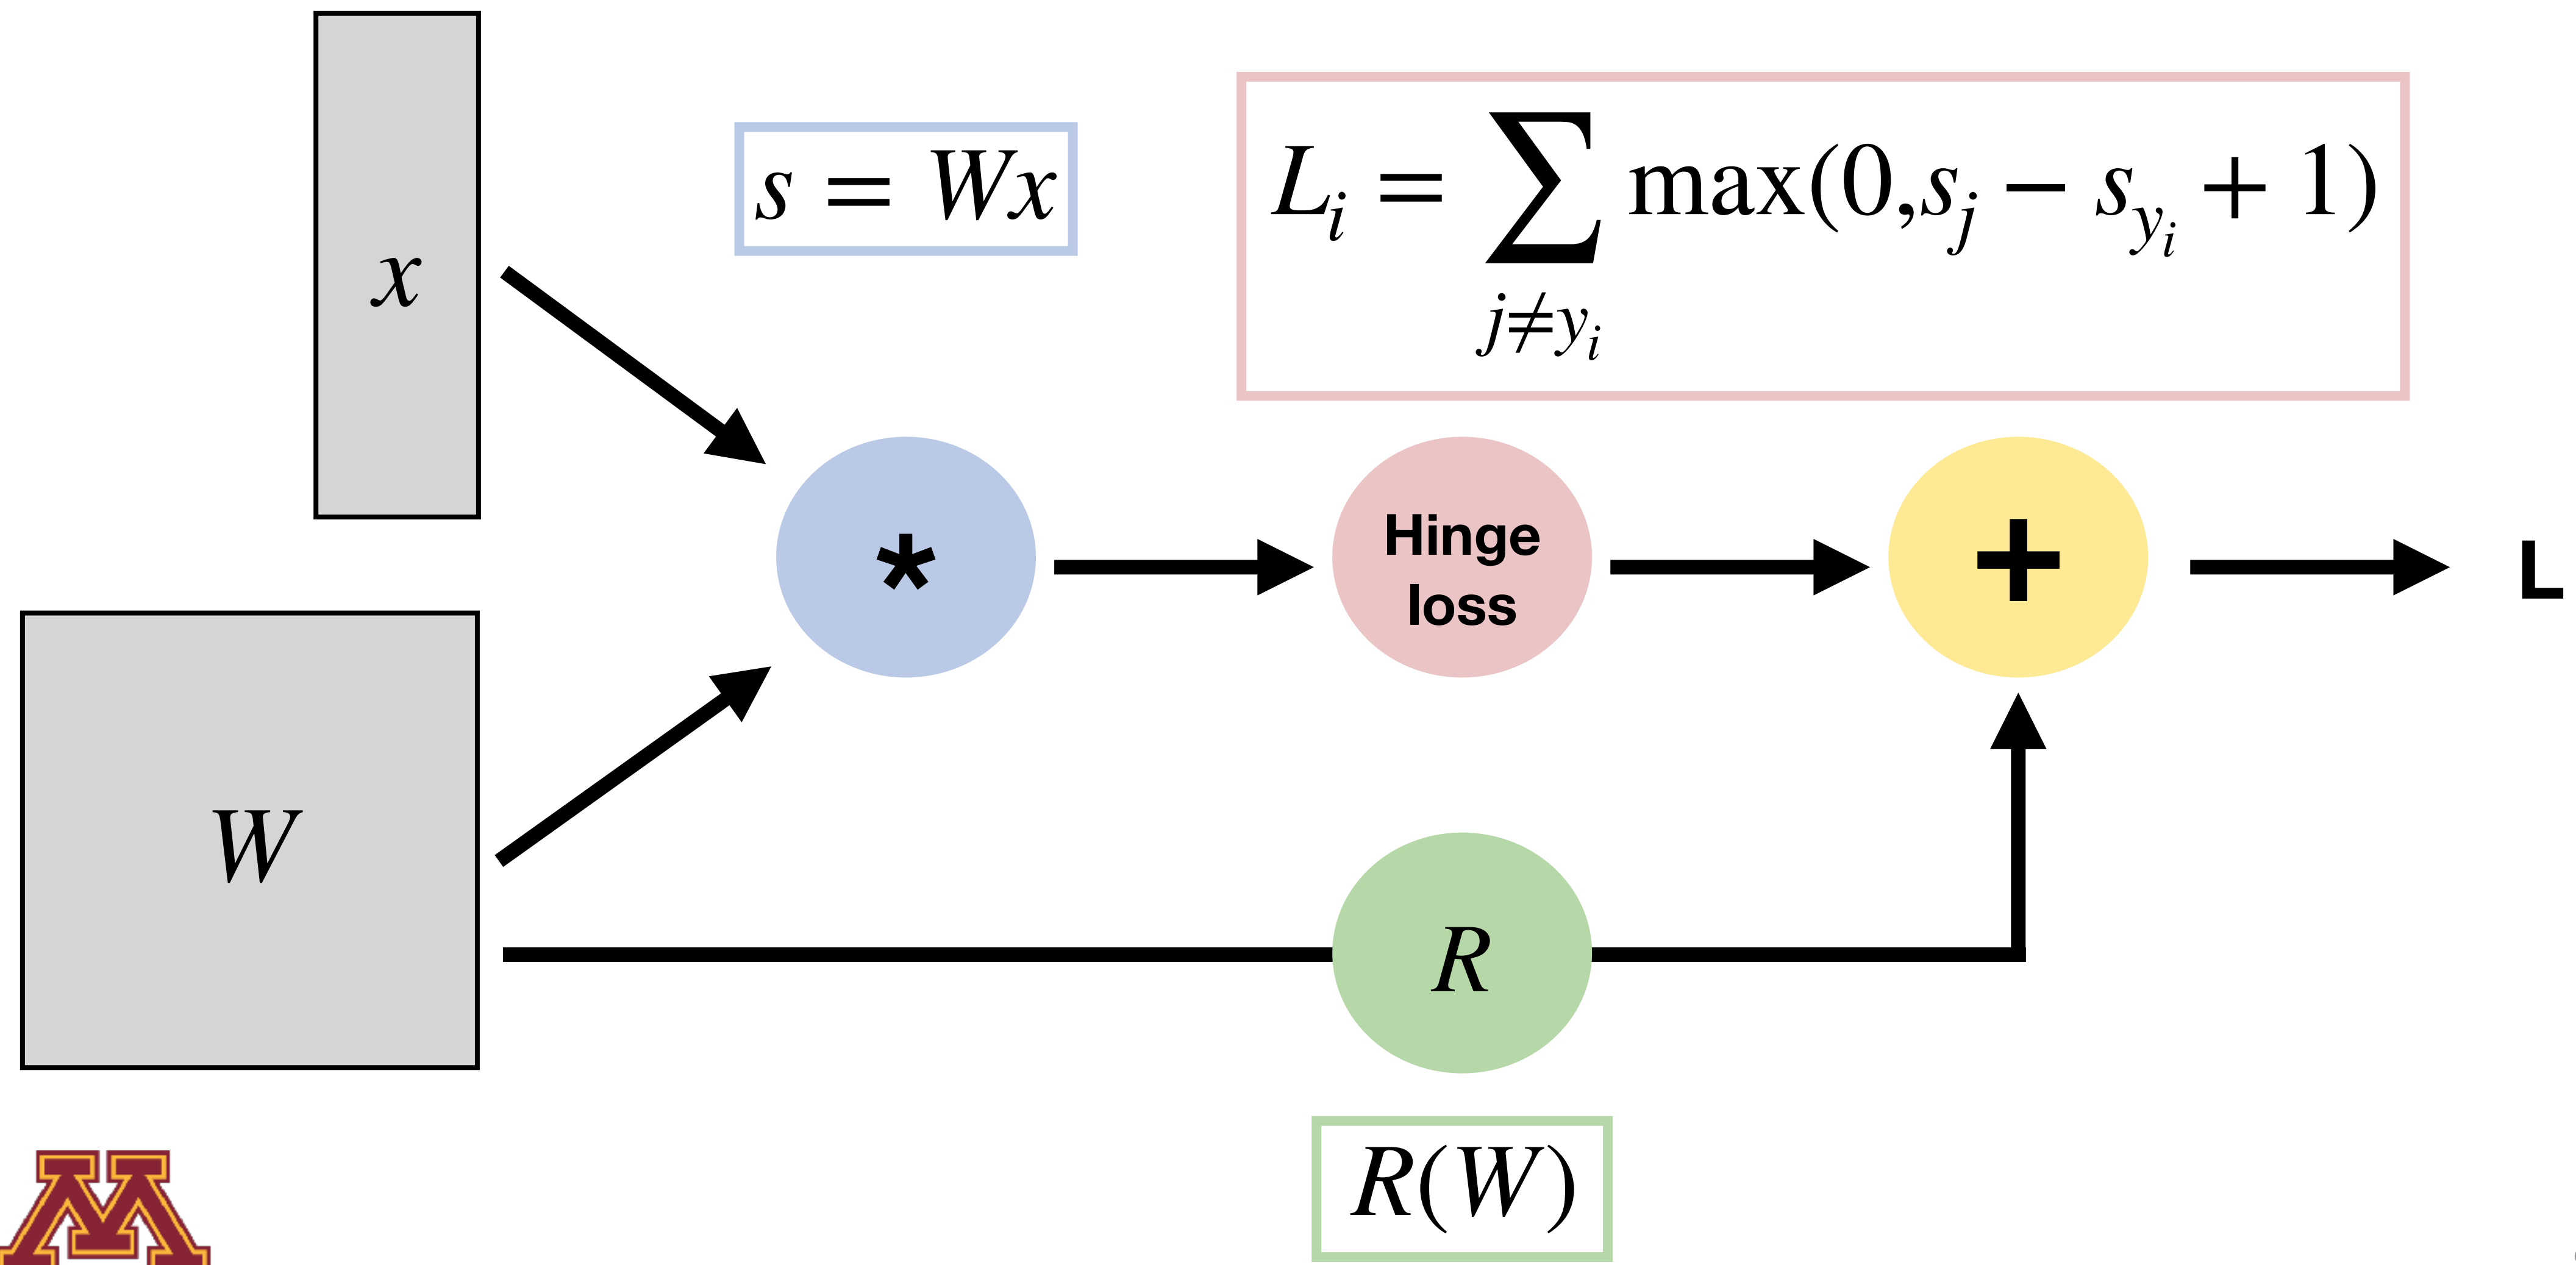 x
s = Wx
L_i = ∑_{j≠y_i} max(0,s_j − s_{y_i} + 1)
*
Hinge
loss
+
L
W
R
R(W)
M